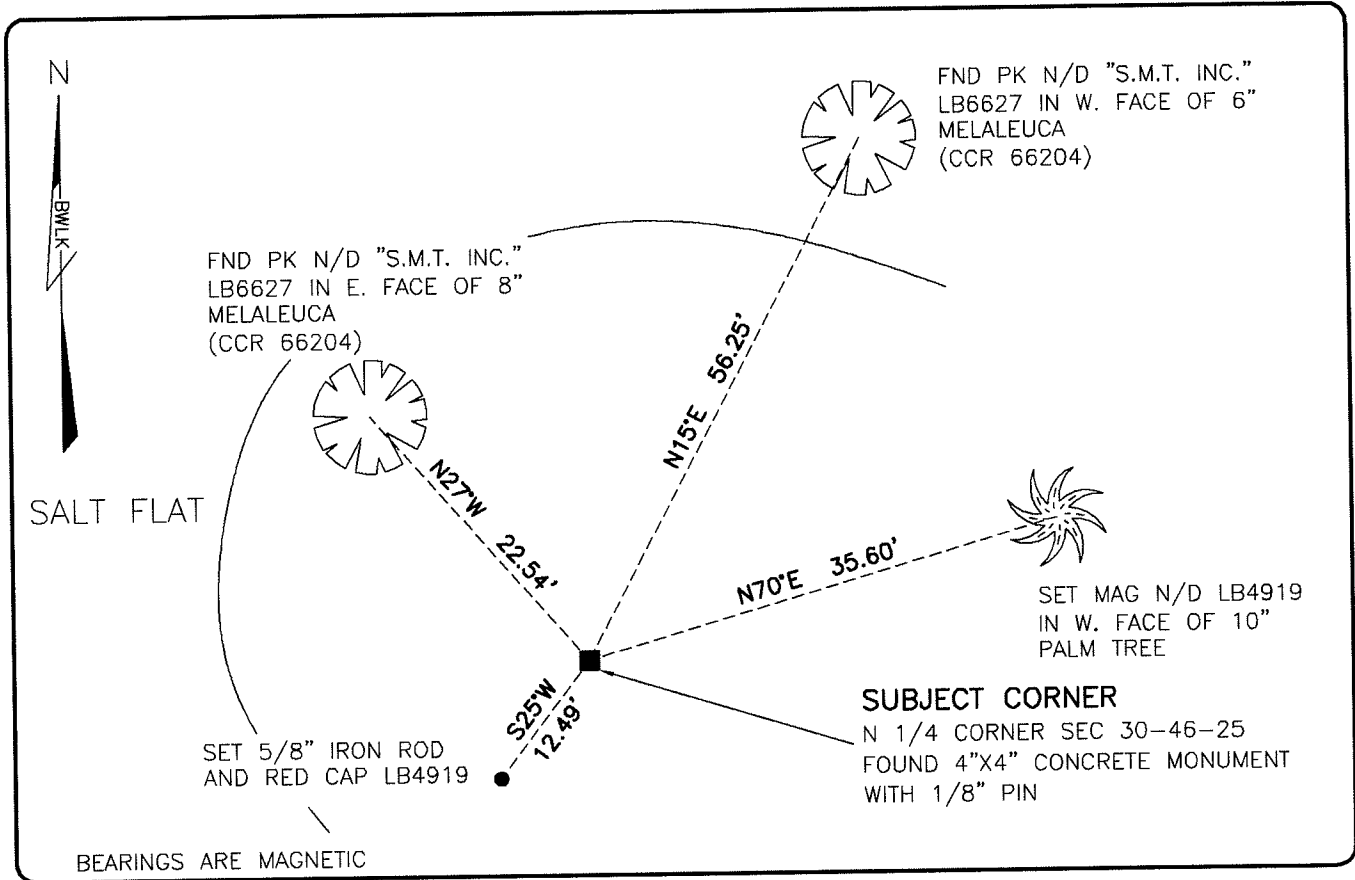 N
BWLK
FND PK N/D "S.M.T. INC."
LB6627 IN W. FACE OF 6"
MELALEUCA
(CCR 66204)
FND PK N/D "S.M.T. INC."
LB6627 IN E. FACE OF 8"
MELALEUCA
(CCR 66204)
N15°E 56.25'
N27°W 22.54'
SALT FLAT
N70°E 35.60'
SET MAG N/D LB4919
IN W. FACE OF 10"
PALM TREE
S25°W
12.49'
SUBJECT CORNER
N 1/4 CORNER SEC 30-46-25
FOUND 4"X4" CONCRETE MONUMENT
WITH 1/8" PIN
SET 5/8" IRON ROD
AND RED CAP LB4919
BEARINGS ARE MAGNETIC